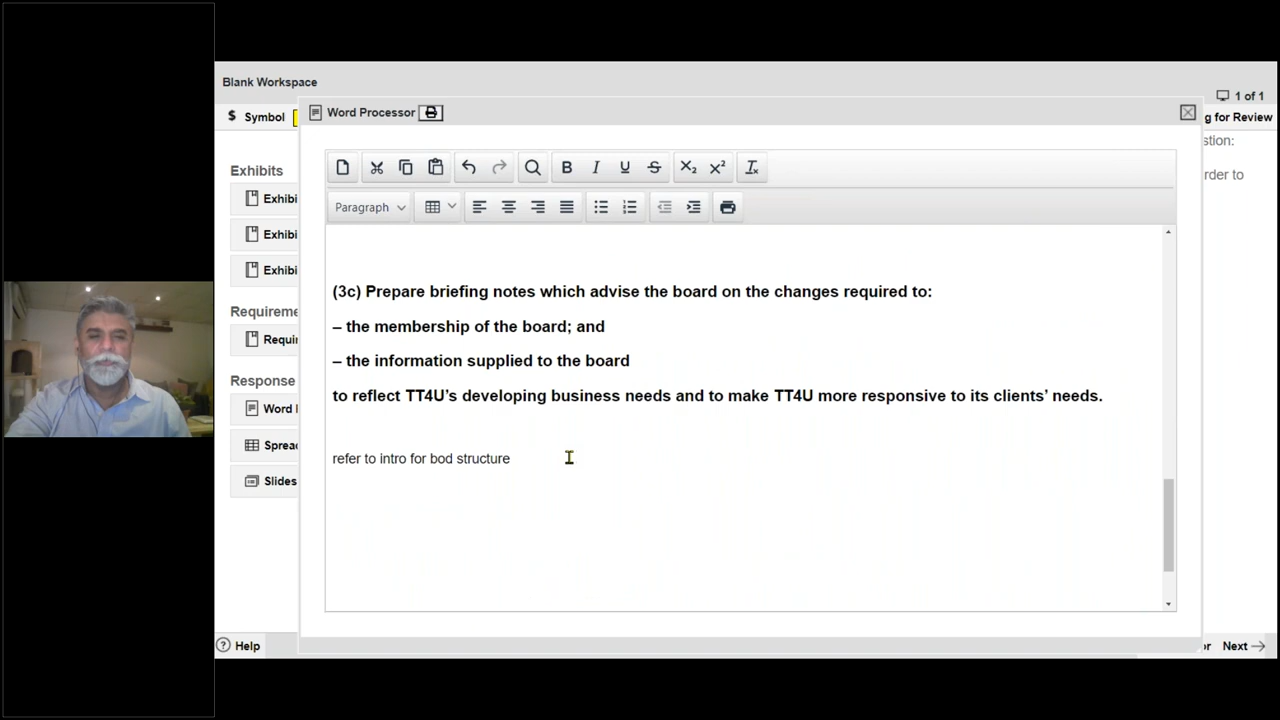 Blank Workspace
1 of 1
$ Symbol
Word Processor
g for Review
stion:
rder to
Exhibits
Exhibi
Exhibi
Exhibi
Requireme
Requir
Response
Word
Spread
Slides
Paragraph
(3c) Prepare briefing notes which advise the board on the changes required to:
– the membership of the board; and
– the information supplied to the board
to reflect TT4U’s developing business needs and to make TT4U more responsive to its clients’ needs.
refer to intro for bod structure
Help
or Next